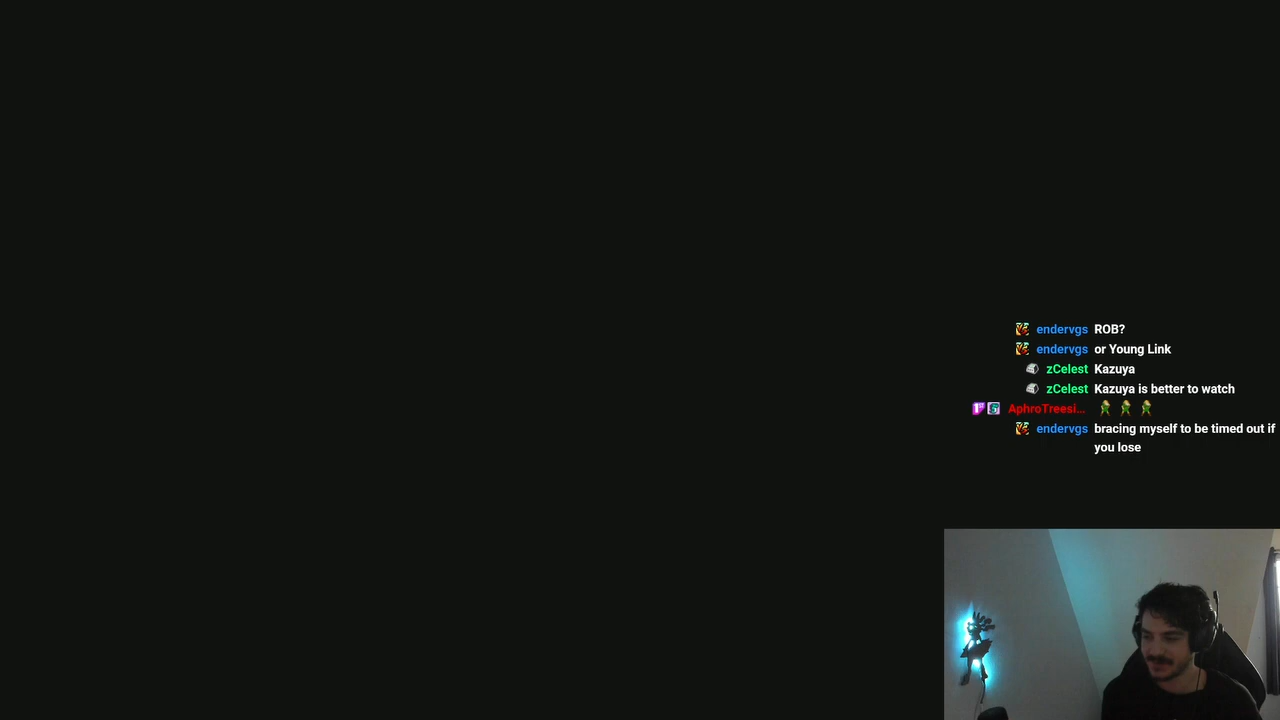 endervgs ROB?
endervgs or Young Link
zCelest Kazuya
zCelest Kazuya is better to watch
AphroTreesi...
endervgs bracing myself to be timed out if
you lose